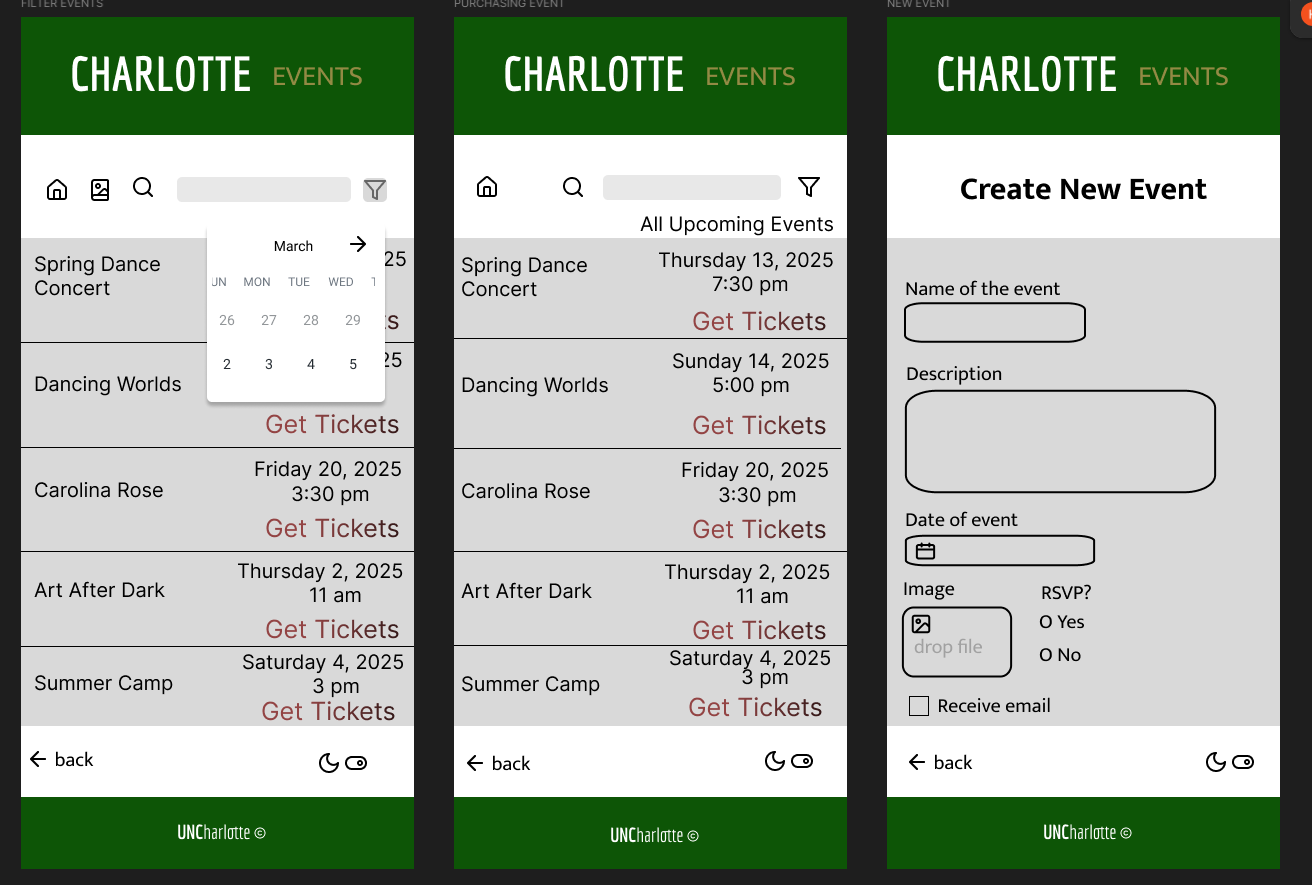 FILTER EVENTS
CHARLOTTE EVENTS
March
UN MON TUE WED T
26 27 28 29
2 3 4 5
Spring Dance
Concert
25
ts
Dancing Worlds
25
Get Tickets
Carolina Rose
Friday 20, 2025
3:30 pm
Get Tickets
Art After Dark
Thursday 2, 2025
11 am
Get Tickets
Summer Camp
Saturday 4, 2025
3 pm
Get Tickets
back
UNCharlotte ©
PURCHASING EVENT
CHARLOTTE EVENTS
All Upcoming Events
Spring Dance
Concert
Thursday 13, 2025
7:30 pm
Get Tickets
Dancing Worlds
Sunday 14, 2025
5:00 pm
Get Tickets
Carolina Rose
Friday 20, 2025
3:30 pm
Get Tickets
Art After Dark
Thursday 2, 2025
11 am
Get Tickets
Summer Camp
Saturday 4, 2025
3 pm
Get Tickets
back
UNCharlotte ©
NEW EVENT
CHARLOTTE EVENTS
Create New Event
Name of the event
Description
Date of event
Image
drop file
RSVP?
O Yes
O No
Receive email
back
UNCharlotte ©